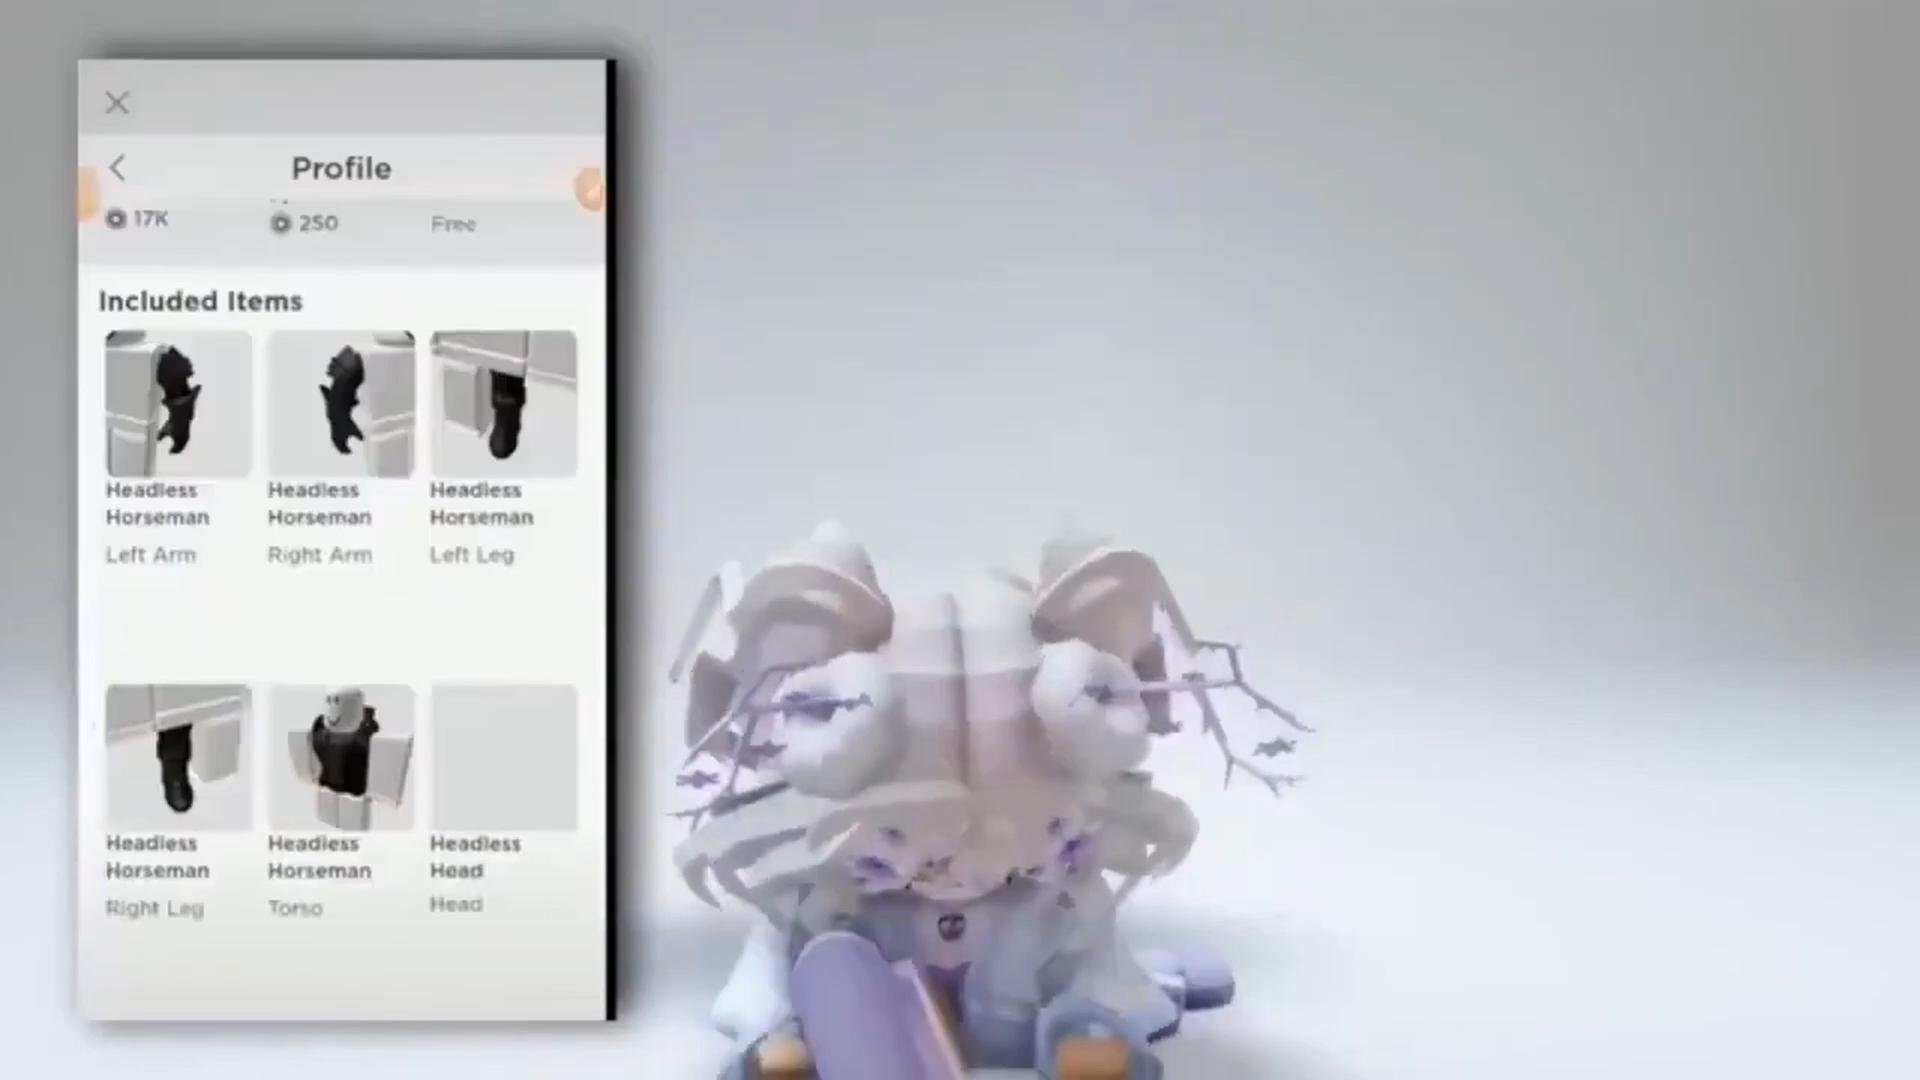 Profile
17K
250
Free
Included Items
Headless
Horseman
Left Arm
Headless
Horseman
Right Arm
Headless
Horseman
Left Leg
Headless
Horseman
Right Leg
Headless
Horseman
Torso
Headless
Head
Head